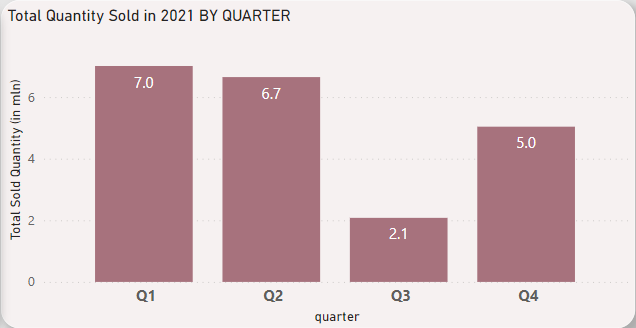 Total Quantity Sold in 2021 BY QUARTER
Total Sold Quantity (in mln)
6
4
2
0
7.0
6.7
2.1
5.0
Q1
Q2
Q3
Q4
quarter